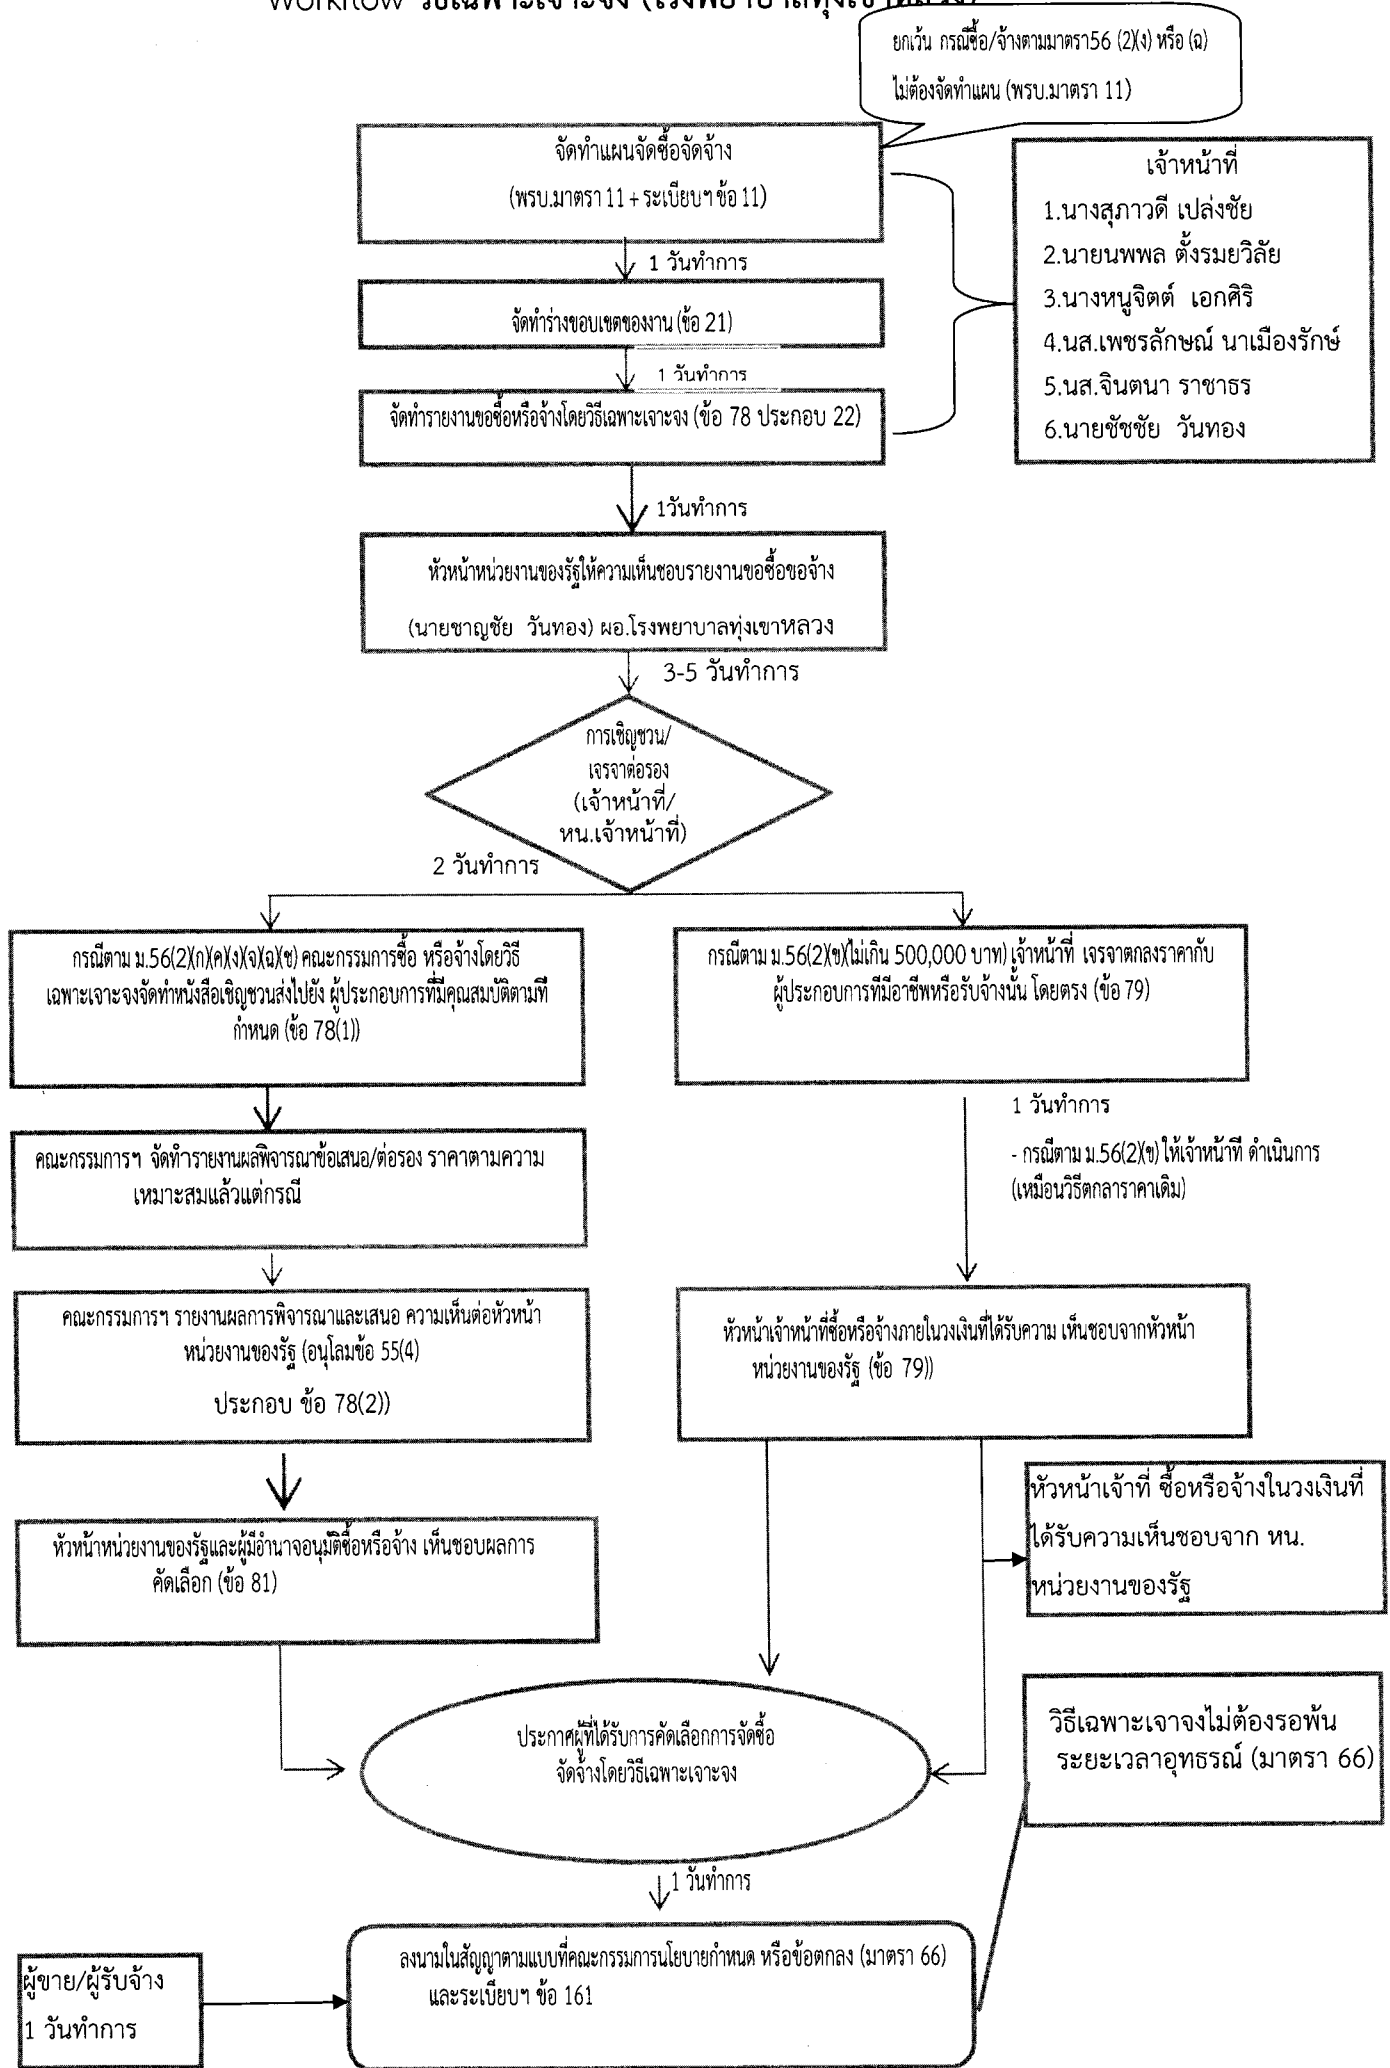 Workflow วิธีเฉพาะเจาะจง (โรงพยาบาลทุ่งเขาหลวง)
ยกเว้น กรณีซื้อ/จ้างตามมาตรา56 (2)(ง) หรือ (ฉ)
ไม่ต้องจัดทำแผน (พรบ.มาตรา 11)
จัดทำแผนจัดซื้อจัดจ้าง
(พรบ.มาตรา 11 + ระเบียบฯ ข้อ 11)
เจ้าหน้าที่
1.นางสุภาวดี เปล่งชัย
2.นายนพพล ตั้งรมยวิลัย
3.นางหนูจิตต์ เอกศิริ
4.นส.เพชรลักษณ์ นาเมืองรักษ์
5.นส.จินตนา ราชาธร
6.นายชัชชัย วันทอง
1 วันทำการ
จัดทำร่างขอบเขตของงาน (ข้อ 21)
1 วันทำการ
จัดทำรายงานขอซื้อหรือจ้างโดยวิธีเฉพาะเจาะจง (ข้อ 78 ประกอบ 22)
1วันทำการ
หัวหน้าหน่วยงานของรัฐให้ความเห็นชอบรายงานขอซื้อขอจ้าง
(นายชาญชัย วันทอง) ผอ.โรงพยาบาลทุ่งเขาหลวง
3-5 วันทำการ
การเชิญชวน/
เจรจาต่อรอง
(เจ้าหน้าที่/
หน.เจ้าหน้าที่)
2 วันทำการ
กรณีตาม ม.56(2)(ก)(ค)(ง)(จ)(ฉ)(ช) คณะกรรมการซื้อ หรือจ้างโดยวิธี
เฉพาะเจาะจงจัดทำหนังสือเชิญชวนส่งไปยัง ผู้ประกอบการที่มีคุณสมบัติตามที่
กำหนด (ข้อ 78(1))
กรณีตาม ม.56(2)(ข)(ไม่เกิน 500,000 บาท) เจ้าหน้าที่ เจรจาตกลงราคากับ
ผู้ประกอบการที่มีอาชีพหรือรับจ้างนั้น โดยตรง (ข้อ 79)
1 วันทำการ
- กรณีตาม ม.56(2)(ข) ให้เจ้าหน้าที่ ดำเนินการ
(เหมือนวิธีตกลาราคาเดิม)
คณะกรรมการฯ จัดทำรายงานผลพิจารณาข้อเสนอ/ต่อรอง ราคาตามความ
เหมาะสมแล้วแต่กรณี
คณะกรรมการฯ รายงานผลการพิจารณาและเสนอ ความเห็นต่อหัวหน้า
หน่วยงานของรัฐ (อนุโลมข้อ 55(4)
ประกอบ ข้อ 78(2))
หัวหน้าเจ้าหน้าที่ซื้อหรือจ้างภายในวงเงินที่ได้รับความ เห็นชอบจากหัวหน้า
หน่วยงานของรัฐ (ข้อ 79))
หัวหน้าเจ้าที่ ซื้อหรือจ้างในวงเงินที่
ได้รับความเห็นชอบจาก หน.
หน่วยงานของรัฐ
หัวหน้าหน่วยงานของรัฐและผู้มีอำนาจอนุมัติซื้อหรือจ้าง เห็นชอบผลการ
คัดเลือก (ข้อ 81)
ประกาศผู้ที่ได้รับการคัดเลือกการจัดซื้อ
จัดจ้างโดยวิธีเฉพาะเจาะจง
วิธีเฉพาะเจาจงไม่ต้องรอพ้น
ระยะเวลาอุทธรณ์ (มาตรา 66)
1 วันทำการ
ลงนามในสัญญาตามแบบที่คณะกรรมการนโยบายกำหนด หรือข้อตกลง (มาตรา 66)
และระเบียบฯ ข้อ 161
ผู้ขาย/ผู้รับจ้าง
1 วันทำการ